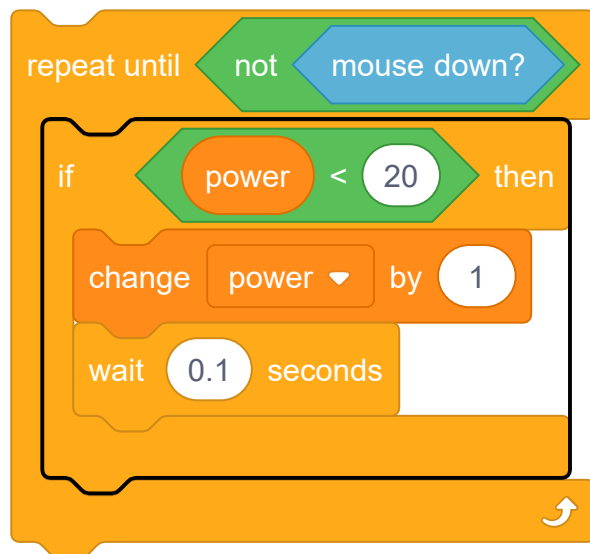 repeat until not mouse down?
if power < 20 then
change power by 1
wait 0.1 seconds